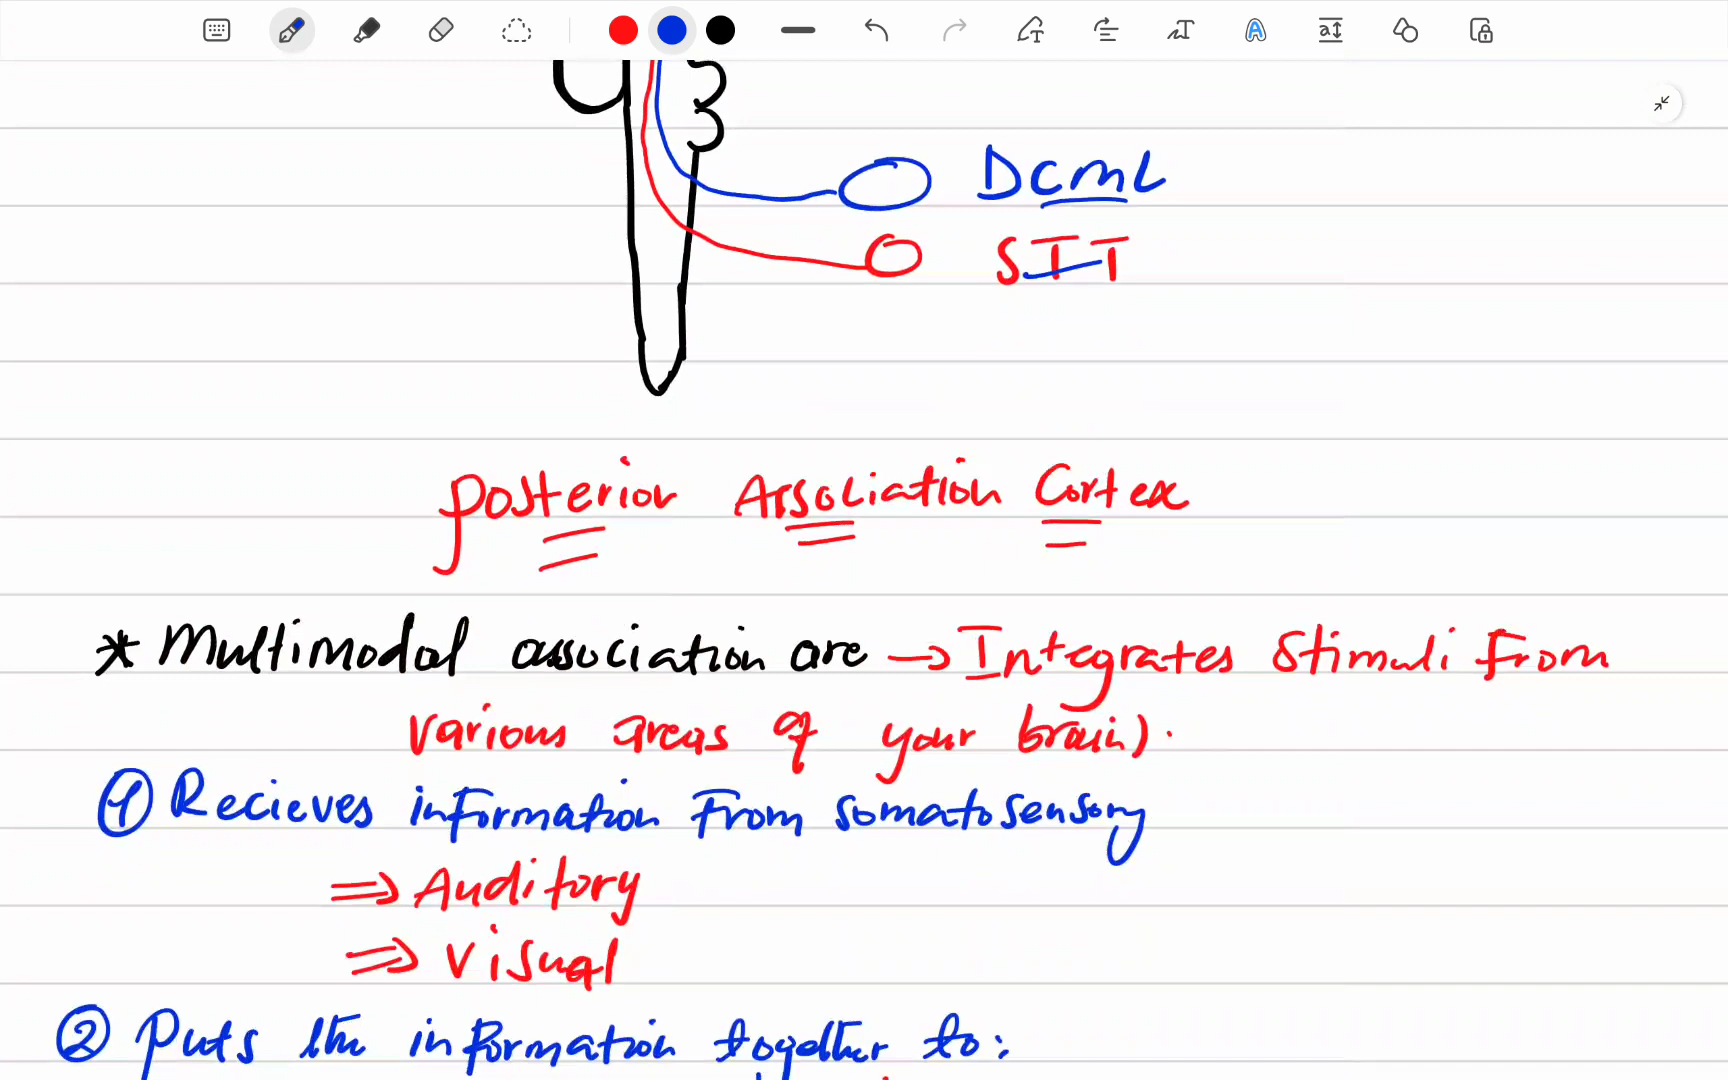 DCML
STT
Posterior Association Cortex
* Multimodal association are → Integrates Stimuli From
various areas of your brain).
① Recieves information From somatosensory
⇒ Auditory
⇒ Visual
② Puts the information together to: